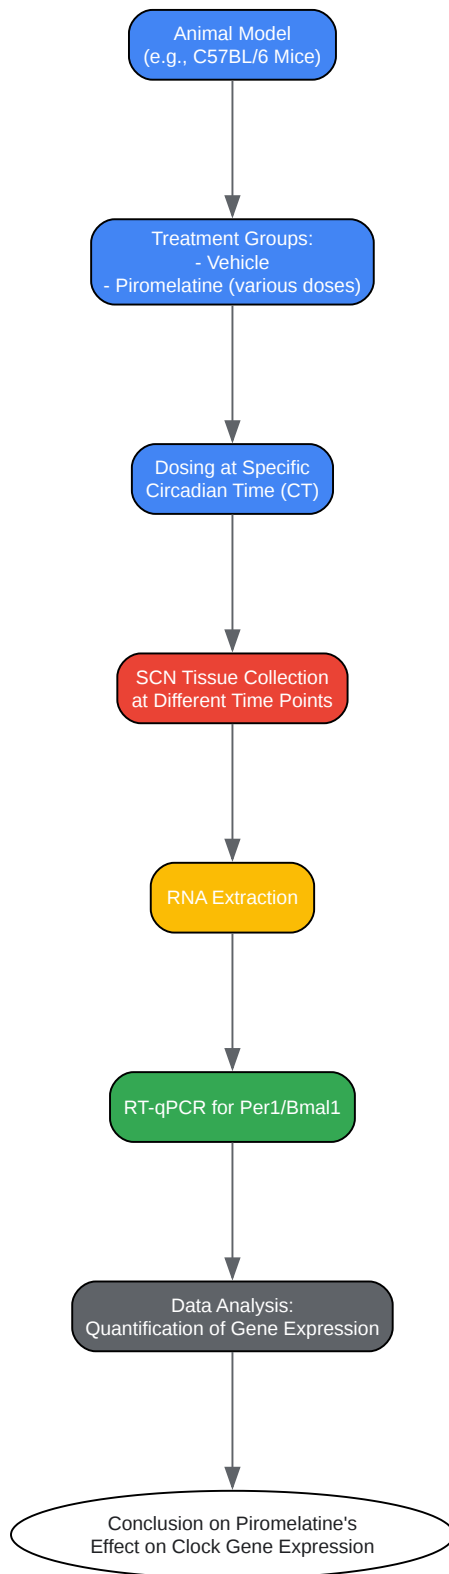 Animal Model
(e.g., C57BL/6 Mice)
Treatment Groups:
- Vehicle
- Piromelatine (various doses)
Dosing at Specific
Circadian Time (CT)
SCN Tissue Collection
at Different Time Points
RNA Extraction
RT-qPCR for Per1/Bmal1
Data Analysis:
Quantification of Gene Expression
Conclusion on Piromelatine's
Effect on Clock Gene Expression